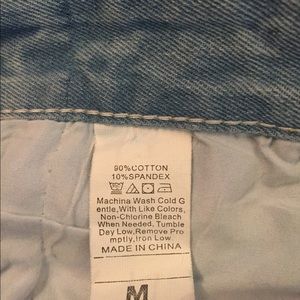 90%COTTON
10%SPANDEX
Machina Wash Cold G
entle,With Like Colors,
Non-Chlorine Bleach
When Needed, Tumble
Day Low,Remove Pro
mptly,Iron Low.
MADE IN CHINA
M